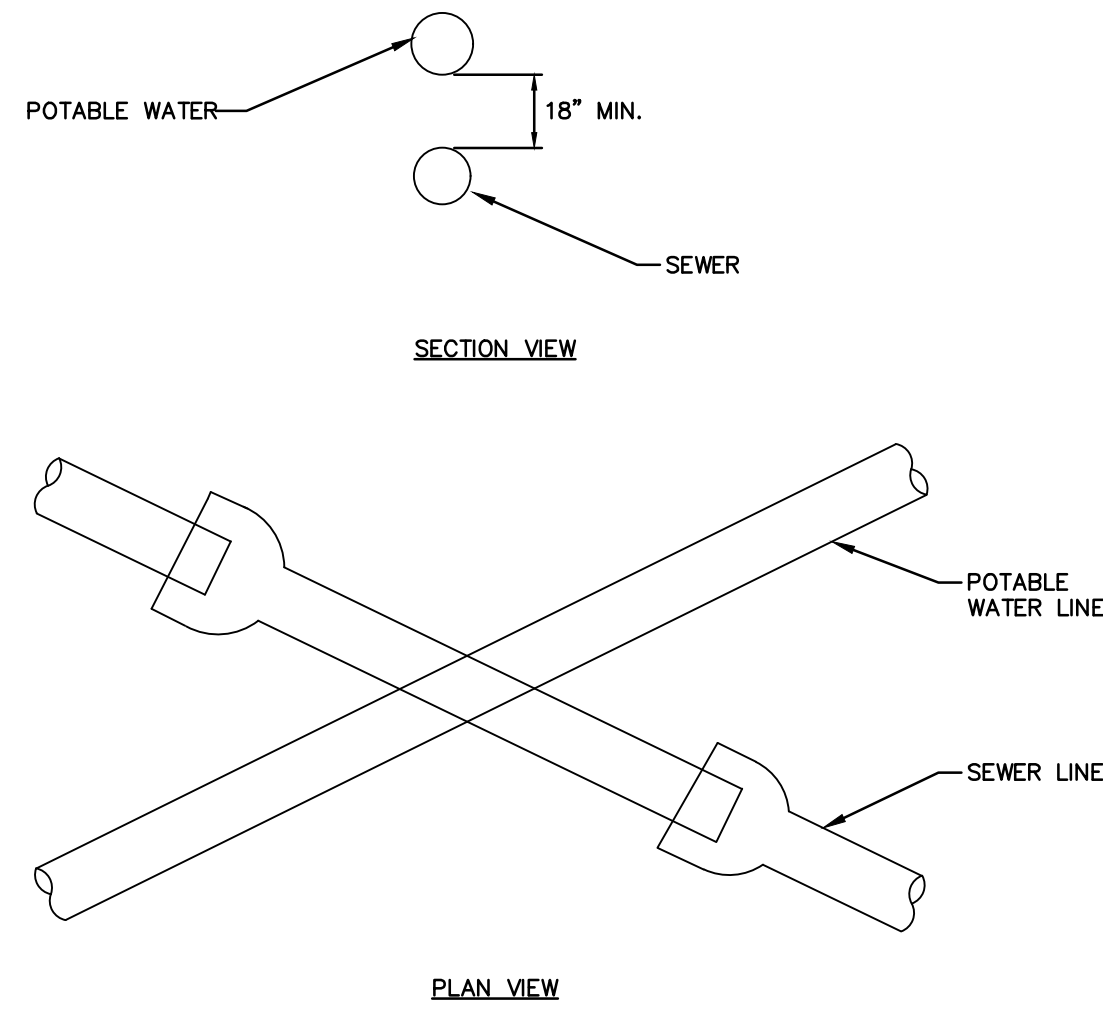 POTABLE WATER
18" MIN.
SEWER
SECTION VIEW
POTABLE
WATER LINE
SEWER LINE
PLAN VIEW